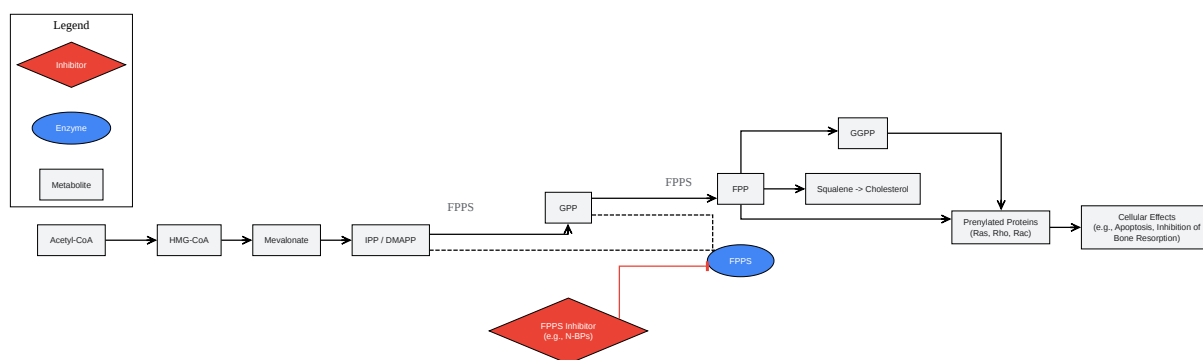 Legend
Inhibitor
Enzyme
Metabolite
Acetyl-CoA
HMG-CoA
Mevalonate
IPP / DMAPP
FPPS
GPP
FPPS
FPP
GGPP
Squalene -> Cholesterol
Prenylated Proteins
(Ras, Rho, Rac)
Cellular Effects
(e.g., Apoptosis, Inhibition of
Bone Resorption)
FPPS
FPPS Inhibitor
(e.g., N-BPs)